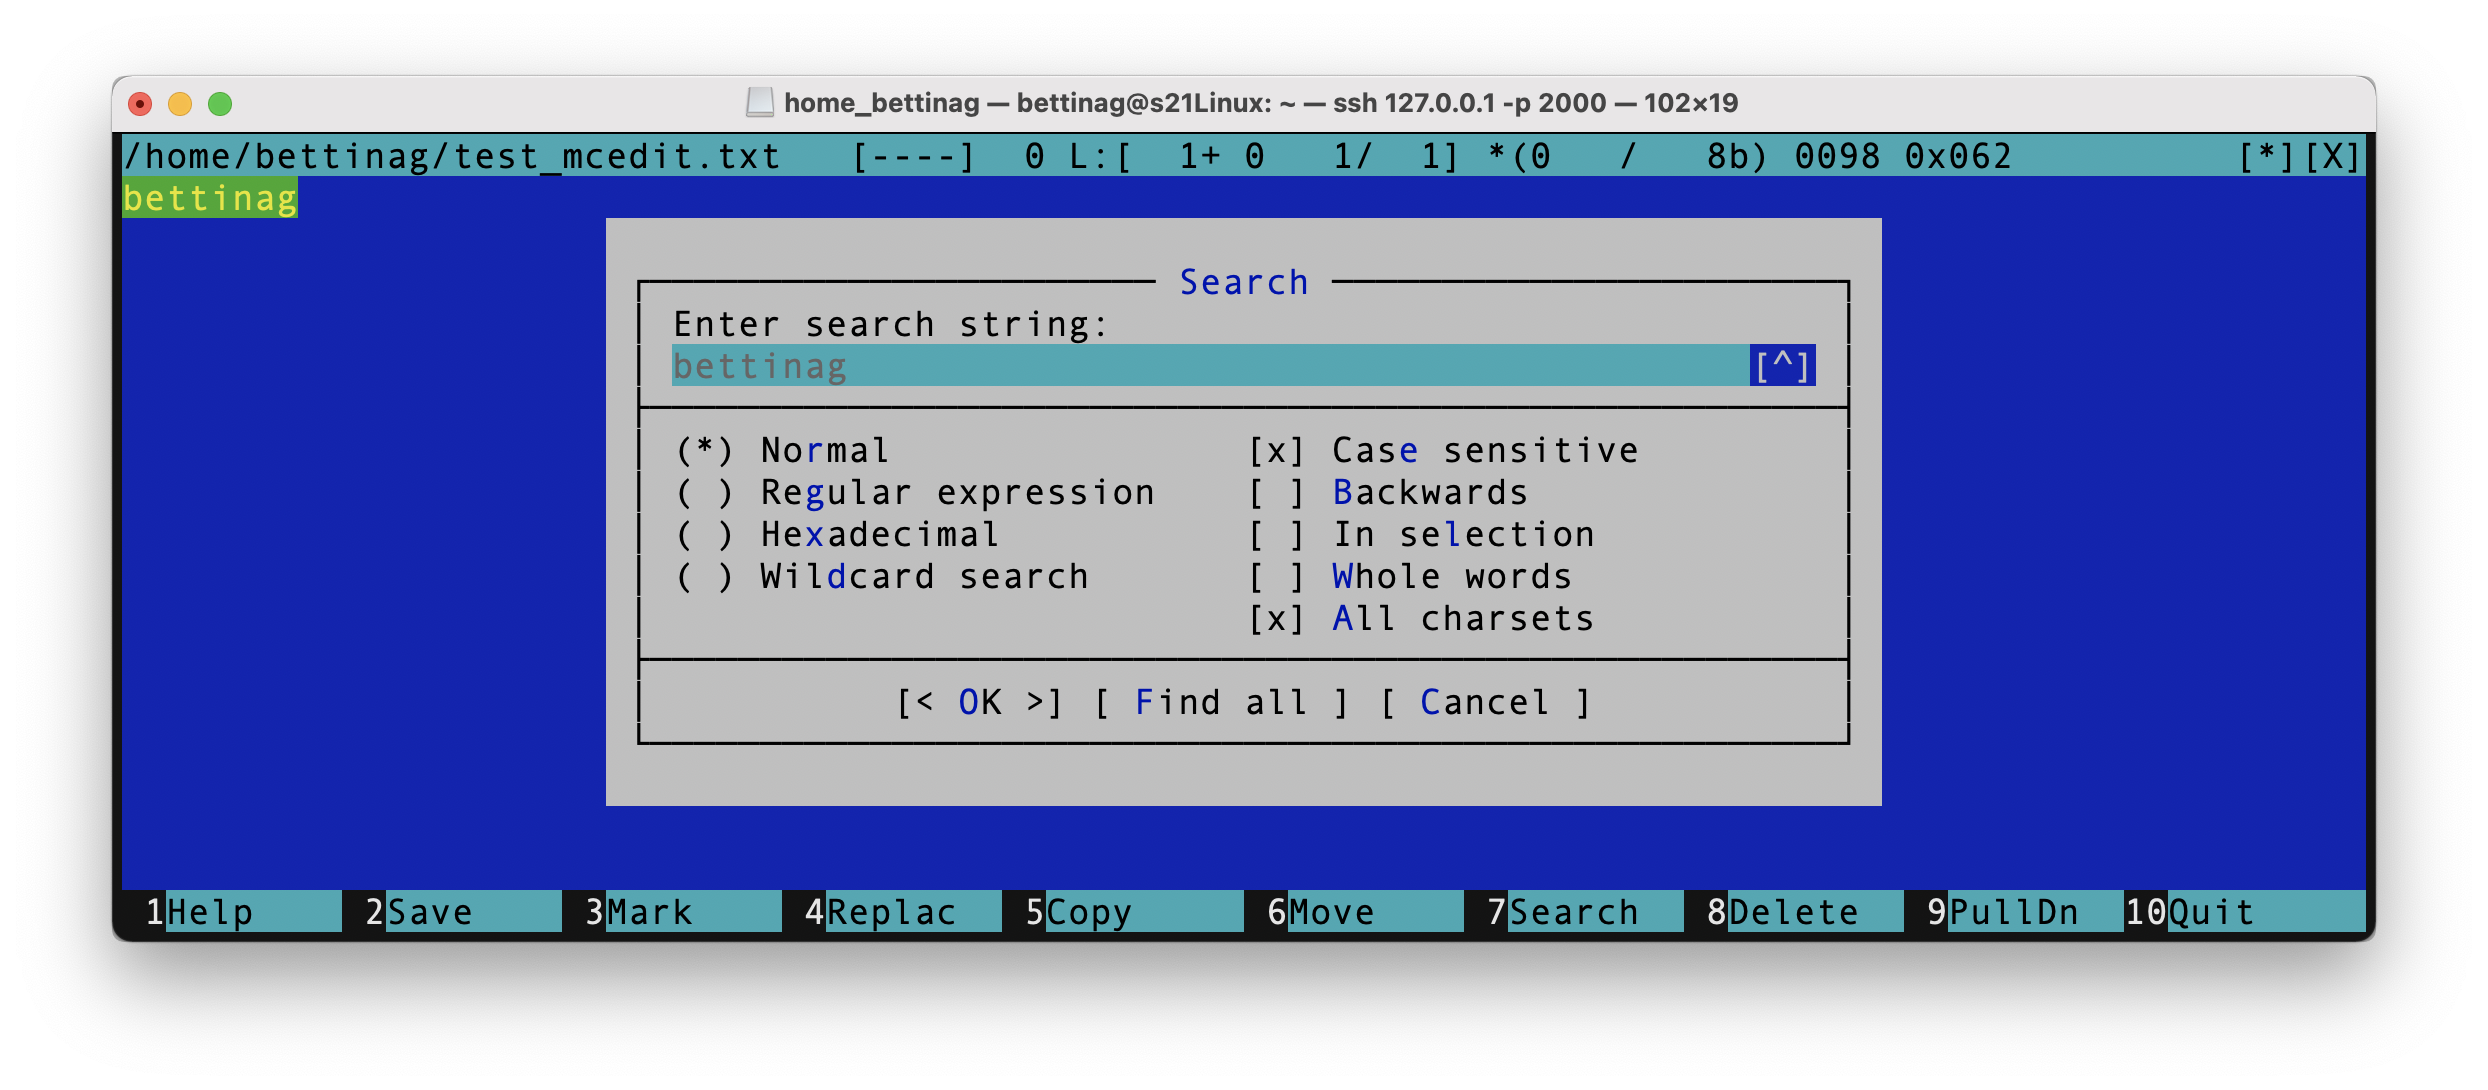 home_bettinag — bettinag@s21Linux: ~ — ssh 127.0.0.1 -p 2000 — 102×19
/home/bettinag/test_mcedit.txt   [----]  0 L:[  1+ 0   1/  1] *(0   /   8b) 0098 0x062   [*][X]
bettinag
Search
Enter search string:
bettinag [^]
(*) Normal [x] Case sensitive
( ) Regular expression [ ] Backwards
( ) Hexadecimal [ ] In selection
( ) Wildcard search [ ] Whole words
[x] All charsets
[< OK >] [ Find all ] [ Cancel ]
1Help 2Save 3Mark 4Replac 5Copy 6Move 7Search 8Delete 9PullDn 10Quit